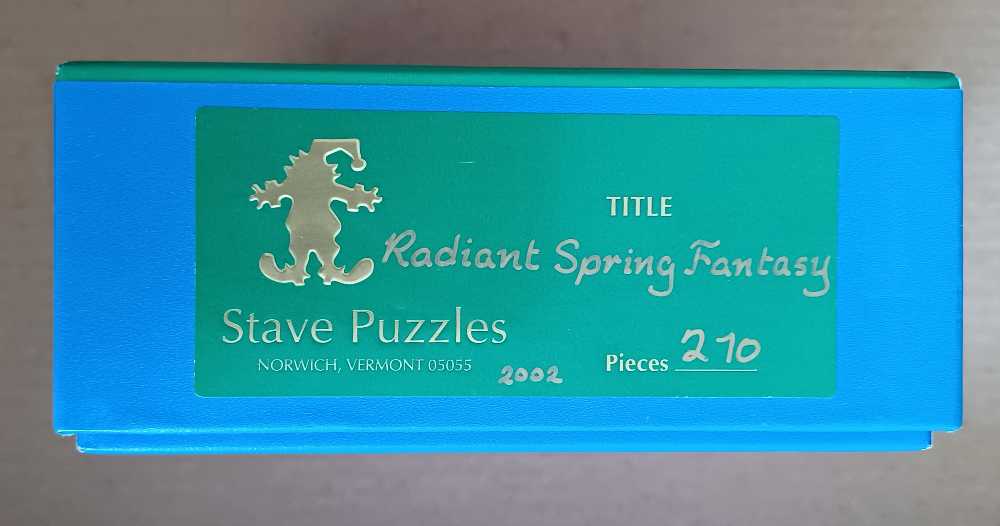 TITLE
Radiant Spring Fantasy
Stave Puzzles
NORWICH, VERMONT 05055
2002
Pieces 210